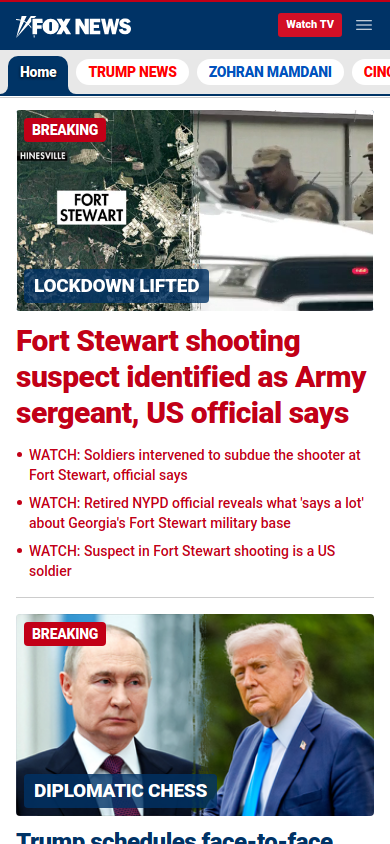 FOX NEWS
Watch TV
Home
TRUMP NEWS
ZOHRAN MAMDANI
BREAKING
HINESVILLE
FORT
STEWART
LOCKDOWN LIFTED
Fort Stewart shooting
suspect identified as Army
sergeant, US official says
WATCH: Soldiers intervened to subdue the shooter at
Fort Stewart, official says
WATCH: Retired NYPD official reveals what 'says a lot'
about Georgia's Fort Stewart military base
WATCH: Suspect in Fort Stewart shooting is a US
soldier
BREAKING
DIPLOMATIC CHESS
Trump schedules face-to-face